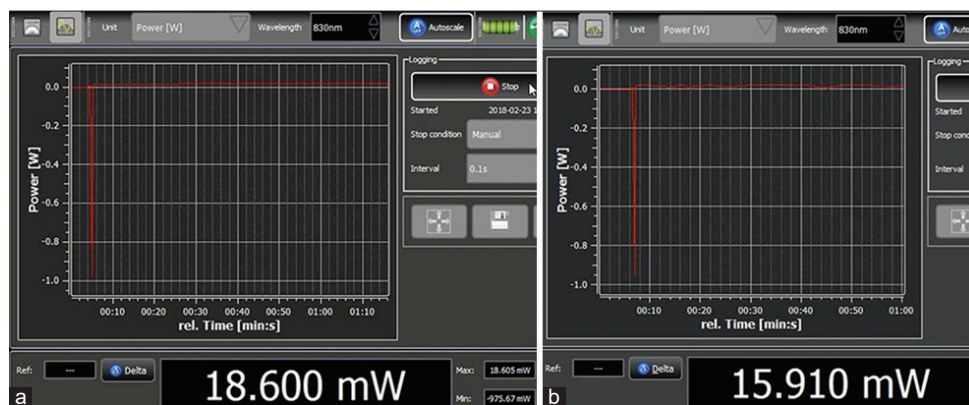 Unit Power [W] Wavelength 830nm Autoscale
Logging
Stop
Started 2018-02-23 1
Stop condition Manual
Interval 0.1s
Power [W]
0.0
-0.2
-0.4
-0.6
-0.8
-1.0
00:10 00:20 00:30 00:40 00:50 01:00 01:10
rel. Time [min:s]
Ref: --- Delta 18.600 mW
Max: 18.605 mW
Min: -975.67 mW
a
Unit Power [W] Wavelength 830nm Auto
Logging
Started
Stop cond
Interval
Power [W]
0.0
-0.2
-0.4
-0.6
-0.8
-1.0
00:10 00:20 00:30 00:40 00:50 01:00
rel. Time [min:s]
Ref: --- Delta 15.910 mW
b